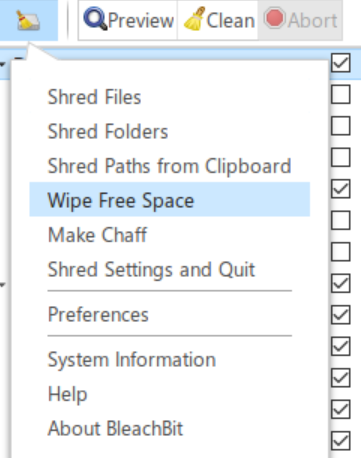 Preview Clean Abort
Shred Files
Shred Folders
Shred Paths from Clipboard
Wipe Free Space
Make Chaff
Shred Settings and Quit
Preferences
System Information
Help
About BleachBit